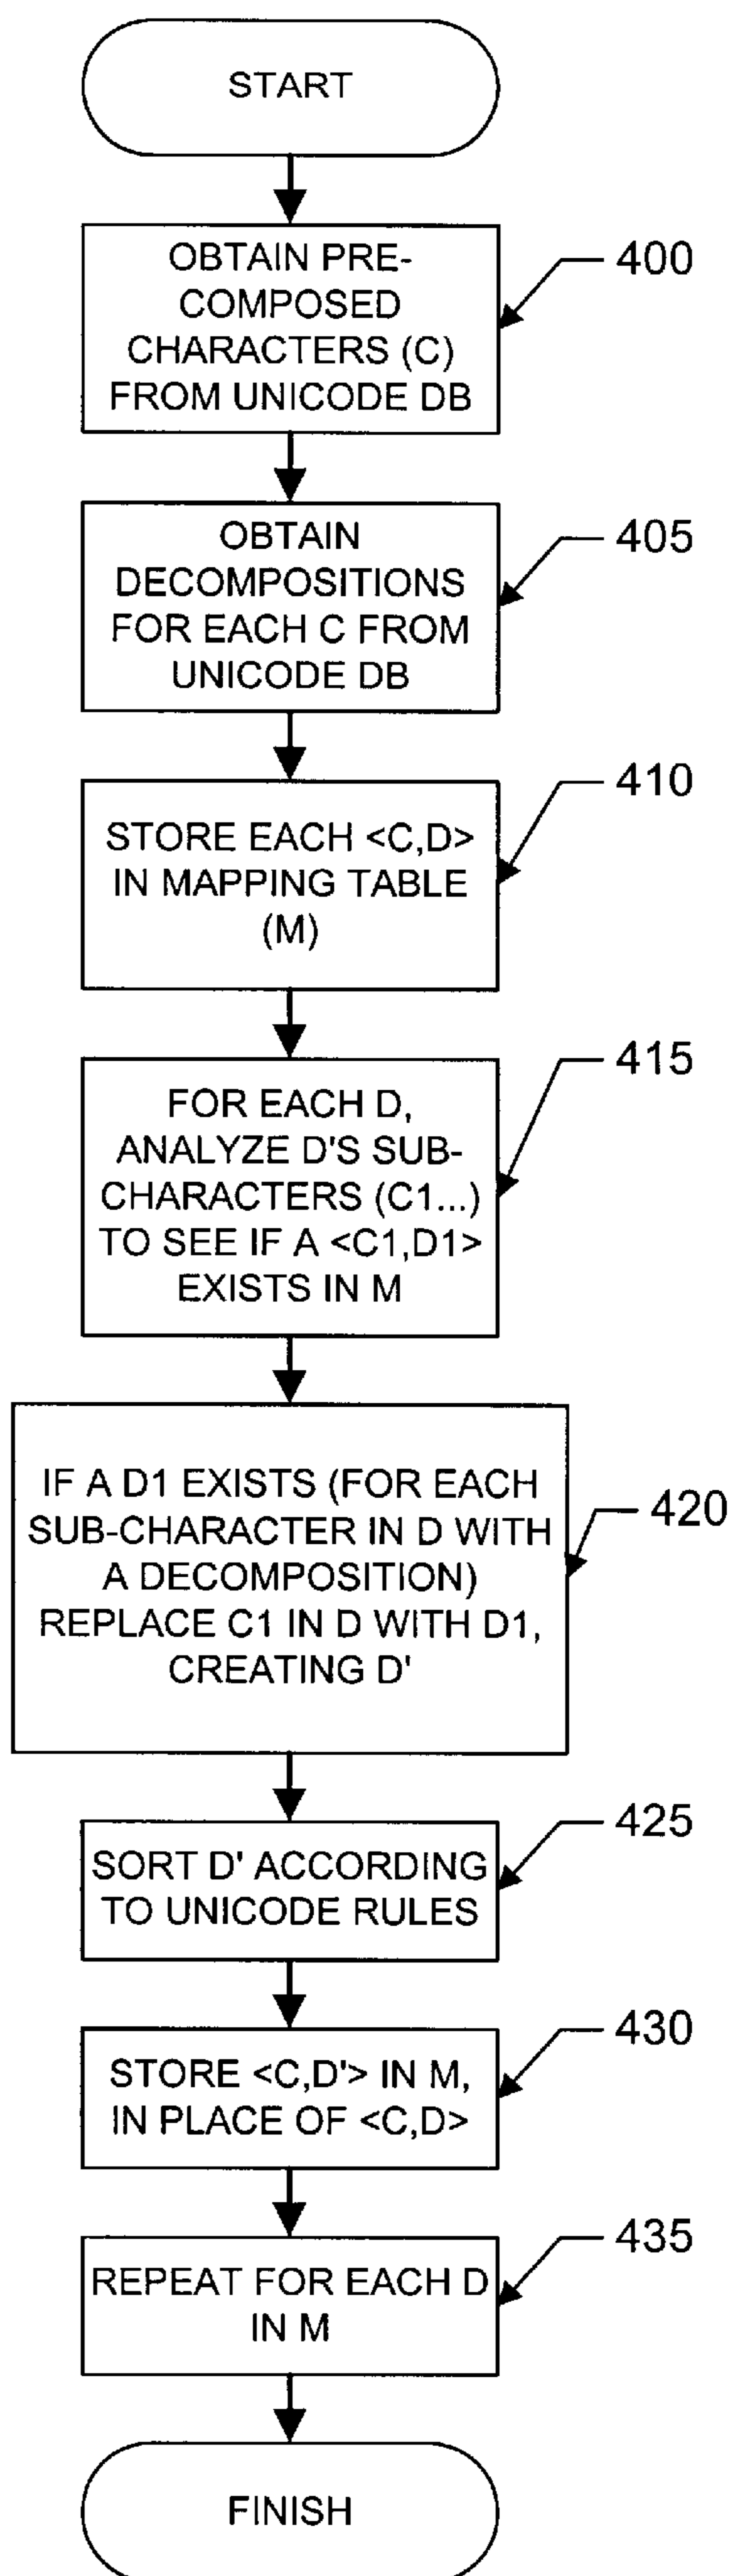 START
OBTAIN PRE-
COMPOSED
CHARACTERS (C)
FROM UNICODE DB
400
OBTAIN
DECOMPOSITIONS
FOR EACH C FROM
UNICODE DB
405
STORE EACH <C,D>
IN MAPPING TABLE
(M)
410
FOR EACH D,
ANALYZE D'S SUB-
CHARACTERS (C1...)
TO SEE IF A <C1,D1>
EXISTS IN M
415
IF A D1 EXISTS (FOR EACH
SUB-CHARACTER IN D WITH
A DECOMPOSITION)
REPLACE C1 IN D WITH D1,
CREATING D'
420
SORT D' ACCORDING
TO UNICODE RULES
425
STORE <C,D'> IN M,
IN PLACE OF <C,D>
430
REPEAT FOR EACH D
IN M
435
FINISH